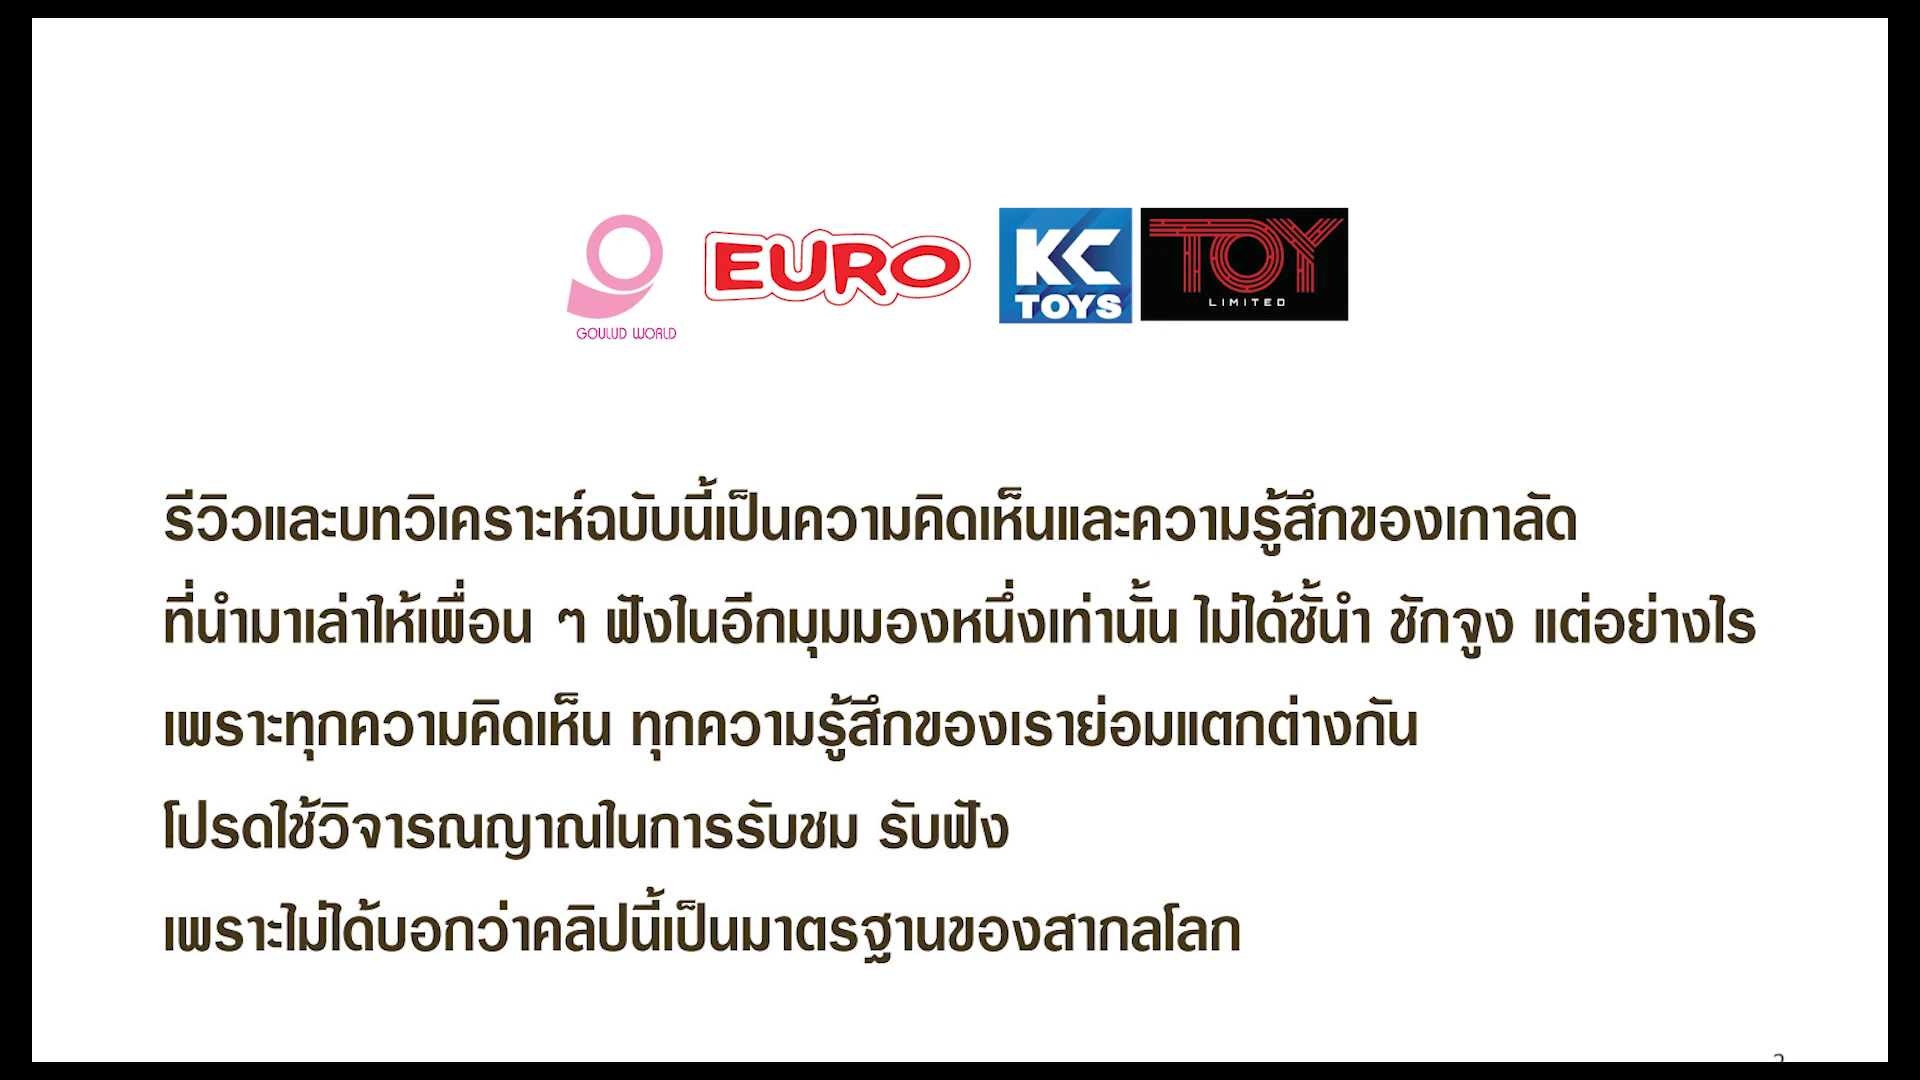 GOULUD WORLD
EURO
KC
TOYS
TOY
LIMITED
รีวิวและบทวิเคราะห์ฉบับนี้เป็นความคิดเห็นและความรู้สึกของเกาลัด
ที่นำมาเล่าให้เพื่อน ๆ ฟังในอีกมุมมองหนึ่งเท่านั้น ไม่ได้ชั้นำ ชักจูง แต่อย่างไร
เพราะทุกความคิดเห็น ทุกความรู้สึกของเราย่อมแตกต่างกัน
โปรดใช้วิจารณญาณในการรับชม รับฟัง
เพราะไม่ได้บอกว่าคลิปนี้เป็นมาตรฐานของสากลโลก